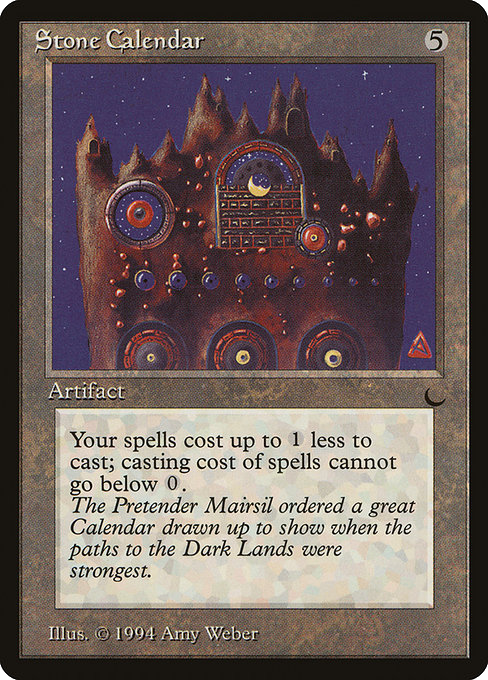 Stone Calendar 5
Artifact
Your spells cost up to 1 less to
cast; casting cost of spells cannot
go below 0.
The Pretender Mairsil ordered a great
Calendar drawn up to show when the
paths to the Dark Lands were
strongest.
Illus. © 1994 Amy Weber